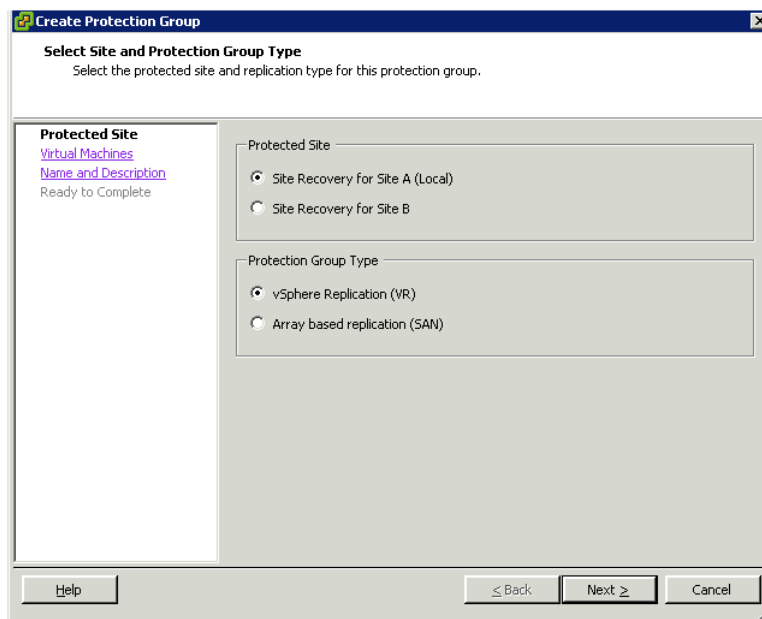 Create Protection Group
Select Site and Protection Group Type
Select the protected site and replication type for this protection group.
Protected Site
Virtual Machines
Name and Description
Ready to Complete
Protected Site
Site Recovery for Site A (Local)
Site Recovery for Site B
Protection Group Type
vSphere Replication (VR)
Array based replication (SAN)
Help
< Back
Next >
Cancel